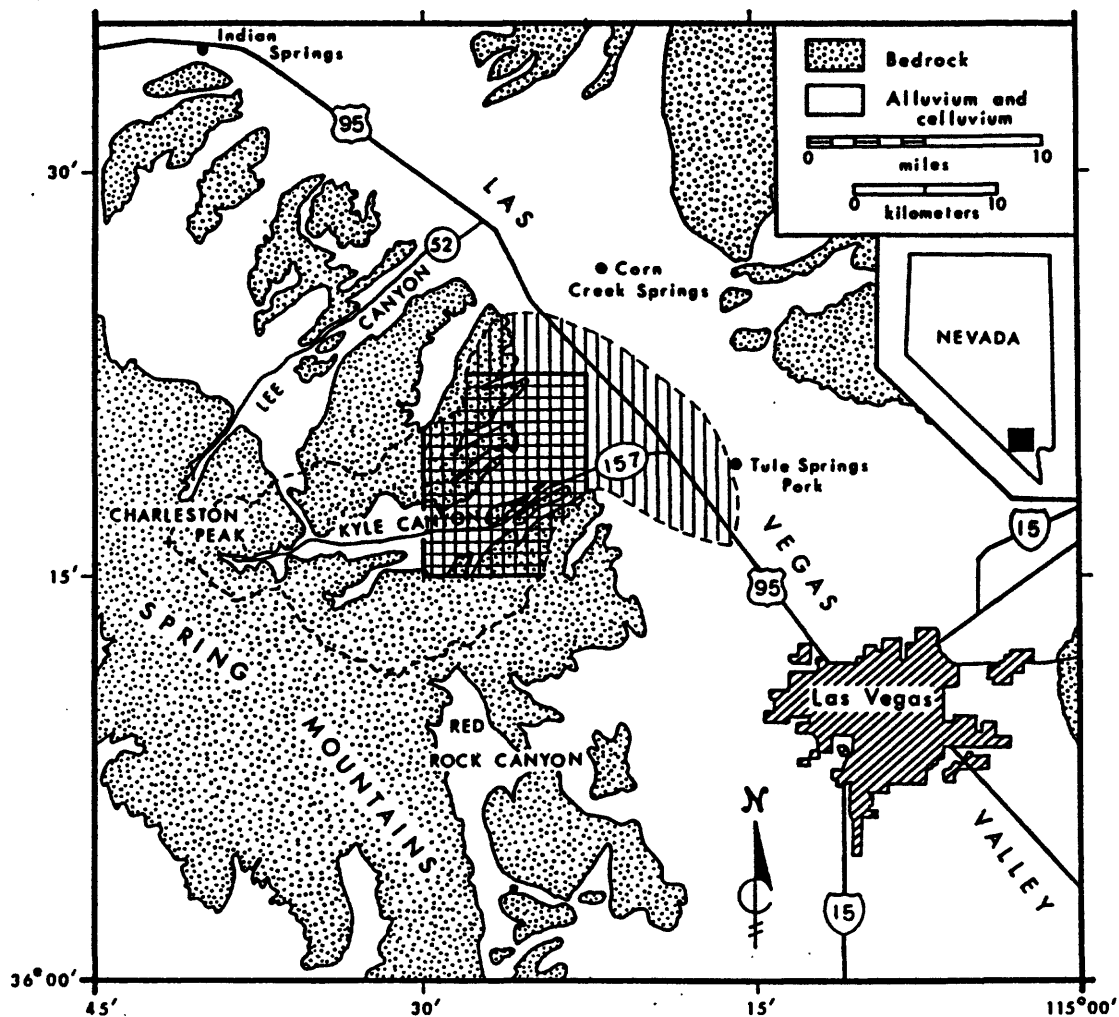 Indian
Springs
Bedrock
Alluvium and
colluvium
0 10
miles
0 10
kilometers
95
30'
LAS
52
Corn
Creek Springs
LEE CANYON
NEVADA
157
Tule Springs
Park
CHARLESTON
PEAK
KYLE CANYON
VEGAS
15
15'
95
SPRING
Las Vegas
RED
ROCK CANYON
MOUNTAINS
N
VALLEY
15
36° 00'
45' 30' 15' 115° 00'